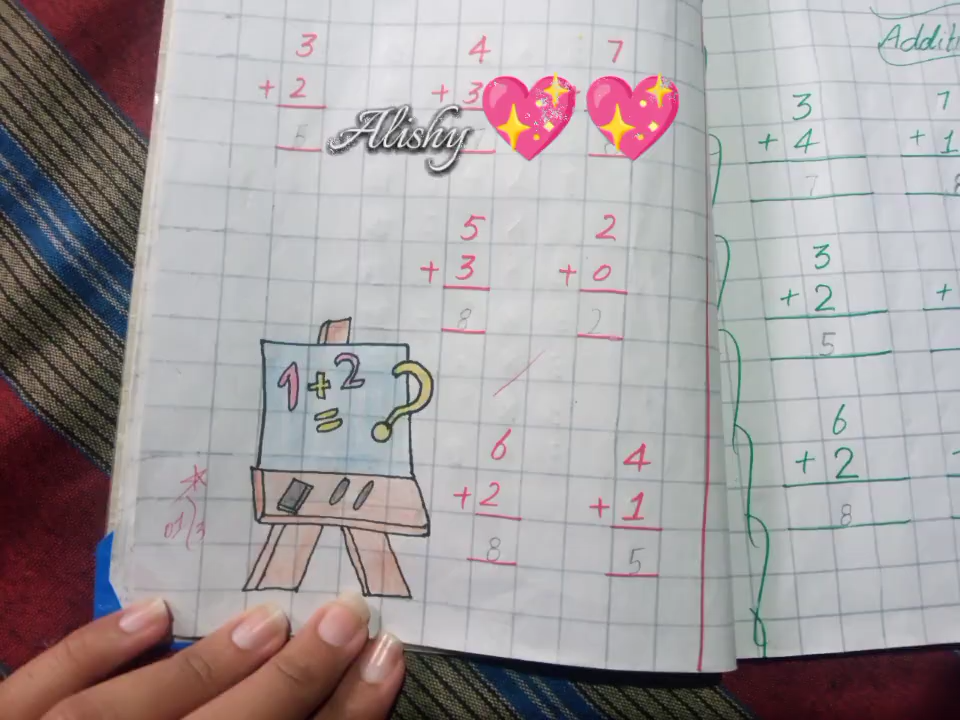 3 4 7
+ 2 + 3
Alishy
5
5 2
+ 3 + 0
8 2
1 + 2
= ?
6 4
+ 2 + 1
8 5
Additi
3 7
+ 4 + 1
7 8
3
+ 2 +
5
6
+ 2
8